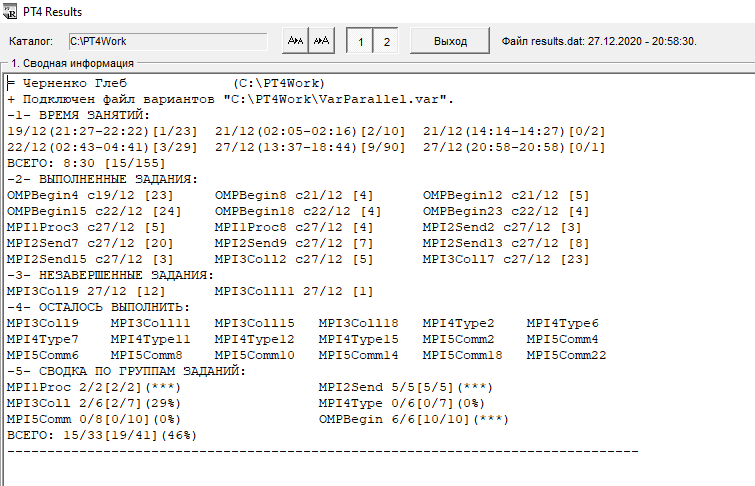 PT4 Results
Каталог: C:\PT4Work АаА аАА 1 2 Выход Файл results.dat: 27.12.2020 - 20:58:30.
1. Сводная информация
= Черненко Глеб (C:\PT4Work)
+ Подключен файл вариантов "C:\PT4Work\VarParallel.var".
-1- ВРЕМЯ ЗАНЯТИЙ:
19/12(21:27-22:22)[1/23] 21/12(02:05-02:16)[2/10] 21/12(14:14-14:27)[0/2]
22/12(02:43-04:41)[3/29] 27/12(13:37-18:44)[9/90] 27/12(20:58-20:58)[0/1]
ВСЕГО: 8:30 [15/155]
-2- ВЫПОЛНЕННЫЕ ЗАДАНИЯ:
OMPBegin4 c19/12 [23] OMPBegin8 c21/12 [4] OMPBegin12 c21/12 [5]
OMPBegin15 c22/12 [24] OMPBegin18 c22/12 [4] OMPBegin23 c22/12 [4]
MPI1Proc3 c27/12 [5] MPI1Proc8 c27/12 [4] MPI2Send2 c27/12 [3]
MPI2Send7 c27/12 [20] MPI2Send9 c27/12 [7] MPI2Send13 c27/12 [8]
MPI2Send15 c27/12 [3] MPI3Coll2 c27/12 [5] MPI3Coll7 c27/12 [23]
-3- НЕЗАВЕРШЕННЫЕ ЗАДАНИЯ:
MPI3Coll9 27/12 [12] MPI3Coll11 27/12 [1]
-4- ОСТАЛОСЬ ВЫПОЛНИТЬ:
MPI3Coll9 MPI3Coll11 MPI3Coll15 MPI3Coll18 MPI4Type2 MPI4Type6
MPI4Type7 MPI4Type11 MPI4Type12 MPI4Type15 MPI5Comm2 MPI5Comm4
MPI5Comm6 MPI5Comm8 MPI5Comm10 MPI5Comm14 MPI5Comm18 MPI5Comm22
-5- СВОДКА ПО ГРУППАМ ЗАДАНИЙ:
MPI1Proc 2/2[2/2](***) MPI2Send 5/5[5/5](***)
MPI3Coll 2/6[2/7](29%) MPI4Type 0/6[0/7](0%)
MPI5Comm 0/8[0/10](0%) OMPBegin 6/6[10/10](***)
ВСЕГО: 15/33[19/41](46%)
-------------------------------------------------------------------------------